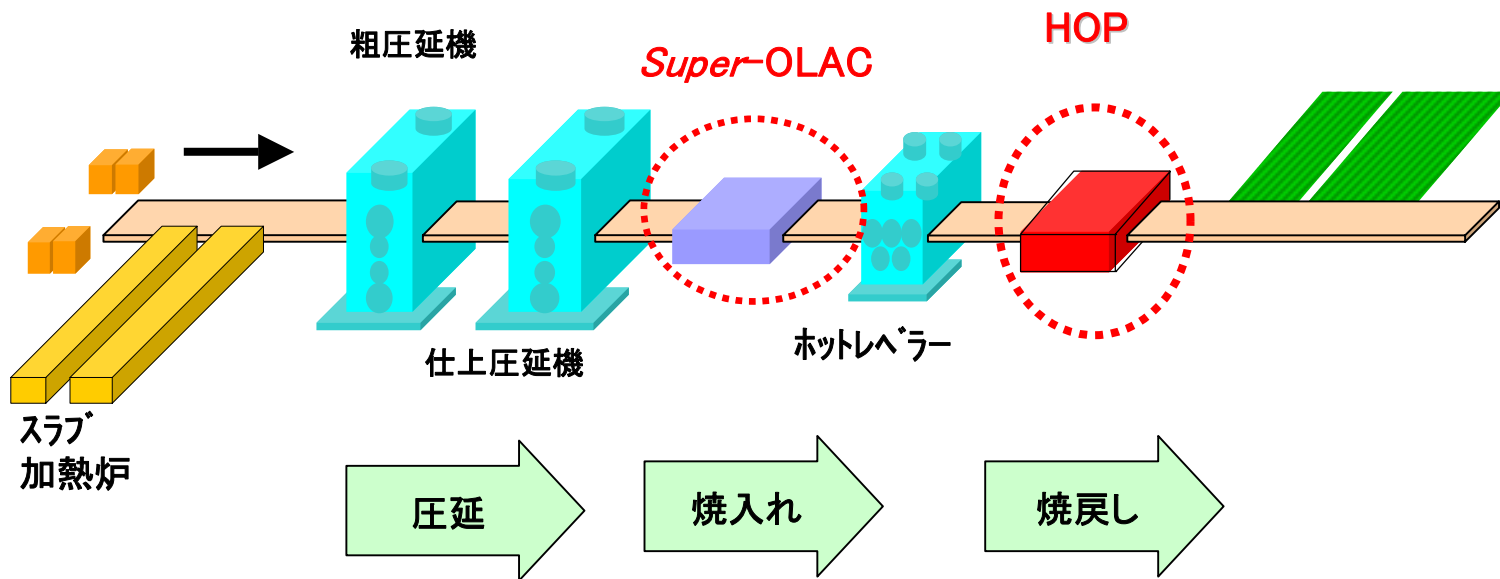 粗圧延機
Super-OLAC
HOP
仕上圧延機
ホットレベラー
スラブ
加熱炉
圧延
焼入れ
焼戻し